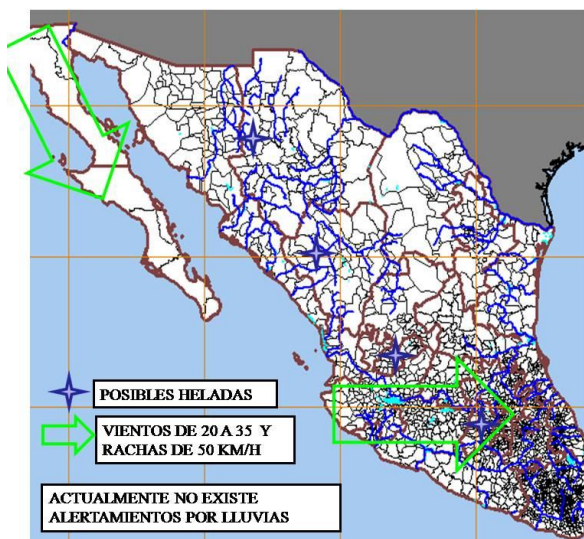 POSIBLES HELADAS
VIENTOS DE 20 A 35 Y
RACHAS DE 50 KM/H
ACTUALMENTE NO EXISTE
ALERTAMIENTOS POR LLUVIAS